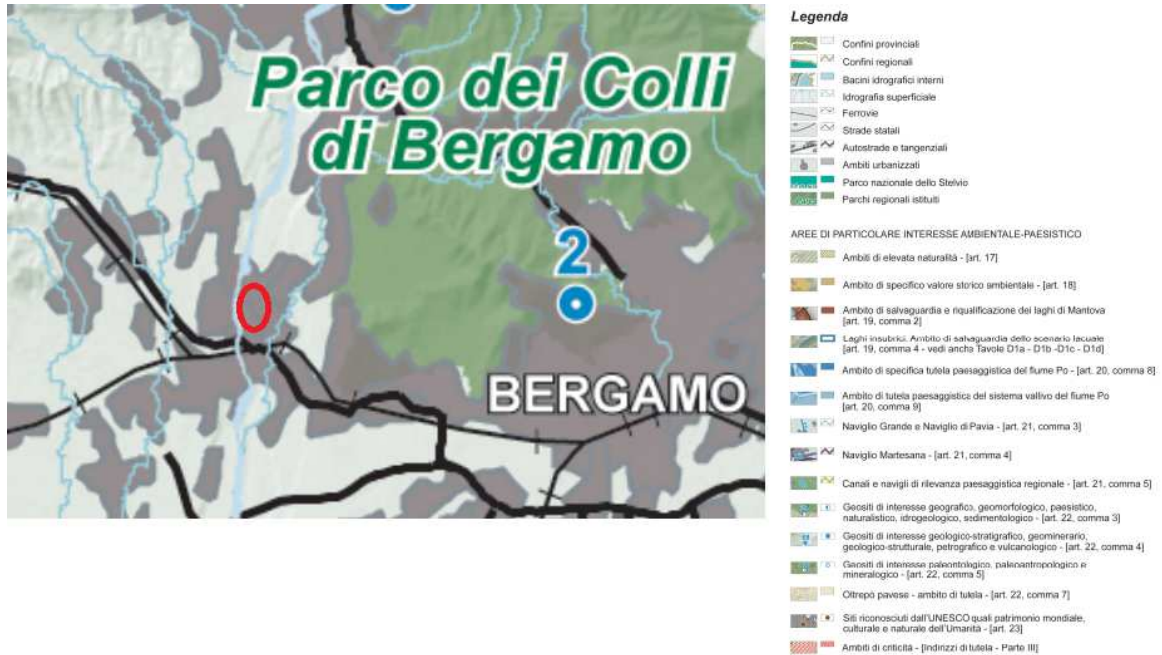 Parco dei Colli
di Bergamo
2
BERGAMO
Legenda
Confini provinciali
Confini regionali
Bacini idrografici interni
Idrografia superficiale
Ferrovie
Strade statali
Autostrade e tangenziali
Ambiti urbanizzati
Parco nazionale dello Stelvio
Parchi regionali istituiti
AREE DI PARTICOLARE INTERESSE AMBIENTALE-PAESISTICO
Ambiti di elevata naturalità - [art. 17]
Ambito di specifico valore storico ambientale - [art. 18]
Ambito di salvaguardia e riqualificazione dei laghi di Mantova
[art. 19, comma 2]
Laghi insubrici. Ambito di salvaguardia dello scenario lacuale
[art. 19, comma 4 - vedi anche Tavole D1a - D1b -D1c - D1d]
Ambito di specifica tutela paesaggistica del fiume Po - [art. 20, comma 8]
Ambito di tutela paesaggistica del sistema vallivo del fiume Po
[art. 20, comma 9]
Naviglio Grande e Naviglio di Pavia - [art. 21, comma 3]
Naviglio Martesana - [art. 21, comma 4]
Canali e navigli di rilevanza paesaggistica regionale - [art. 21, comma 5]
Geositi di interesse geografico, geomorfologico, paesistico,
naturalistico, idrogeologico, sedimentologico - [art. 22, comma 3]
Geositi di interesse geologico-stratigrafico, geominerario,
geologico-strutturale, petrografico e vulcanologico - [art. 22, comma 4]
Geositi di interesse paleontologico, paleoantropologico e
mineralogico - [art. 22, comma 5]
Oltrepò pavese - ambito di tutela - [art. 22, comma 7]
Siti riconosciuti dall'UNESCO quali patrimonio mondiale,
culturale e naturale dell'Umanità - [art. 23]
Ambiti di criticità - [Indirizzi di tutela - Parte III]